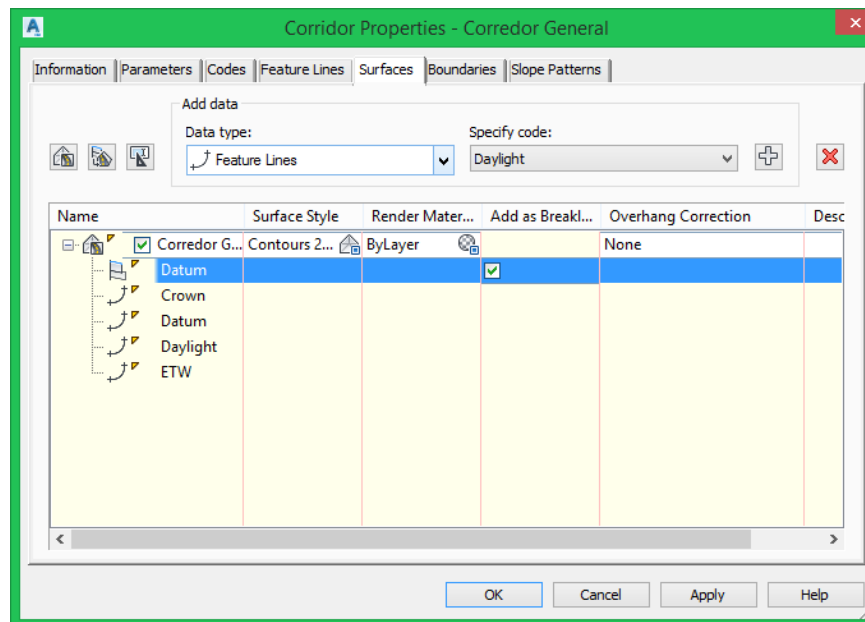 Corridor Properties - Corredor General
Information Parameters Codes Feature Lines Surfaces Boundaries Slope Patterns
Add data
Data type: Specify code:
Feature Lines Daylight
Name Surface Style Render Mater... Add as Breakl... Overhang Correction Desc
Corredor G... Contours 2... ByLayer None
Datum
Crown
Datum
Daylight
ETW
OK Cancel Apply Help